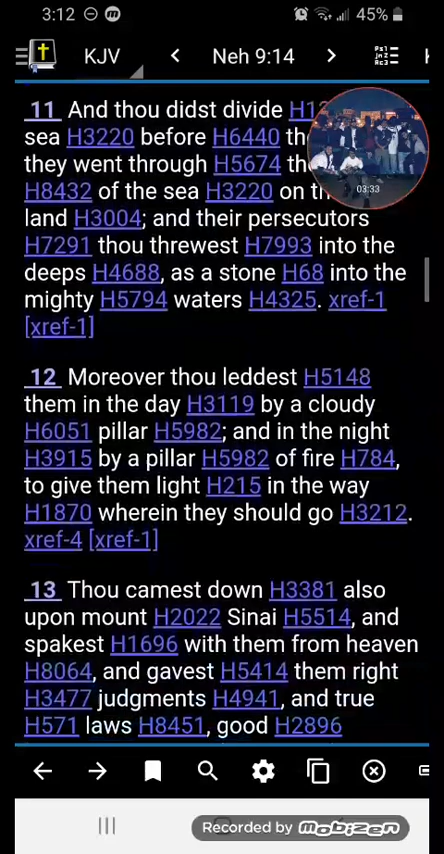 3:12 45%
KJV Neh 9:14
11 And thou didst divide
sea H3220 before H6440
they went through H5674
H8432 of the sea H3220 on
land H3004; and their persecutors
H7291 thou threwest H7993 into the
deeps H4688, as a stone H68 into the
mighty H5794 waters H4325. xref-1
[xref-1]
12 Moreover thou leddest H5148
them in the day H3119 by a cloudy
H6051 pillar H5982; and in the night
H3915 by a pillar H5982 of fire H784,
to give them light H215 in the way
H1870 wherein they should go H3212.
xref-4 [xref-1]
13 Thou camest down H3381 also
upon mount H2022 Sinai H5514, and
spakest H1696 with them from heaven
H8064, and gavest H5414 them right
H3477 judgments H4941, and true
H571 laws H8451, good H2896
03:33
Recorded by mobizen